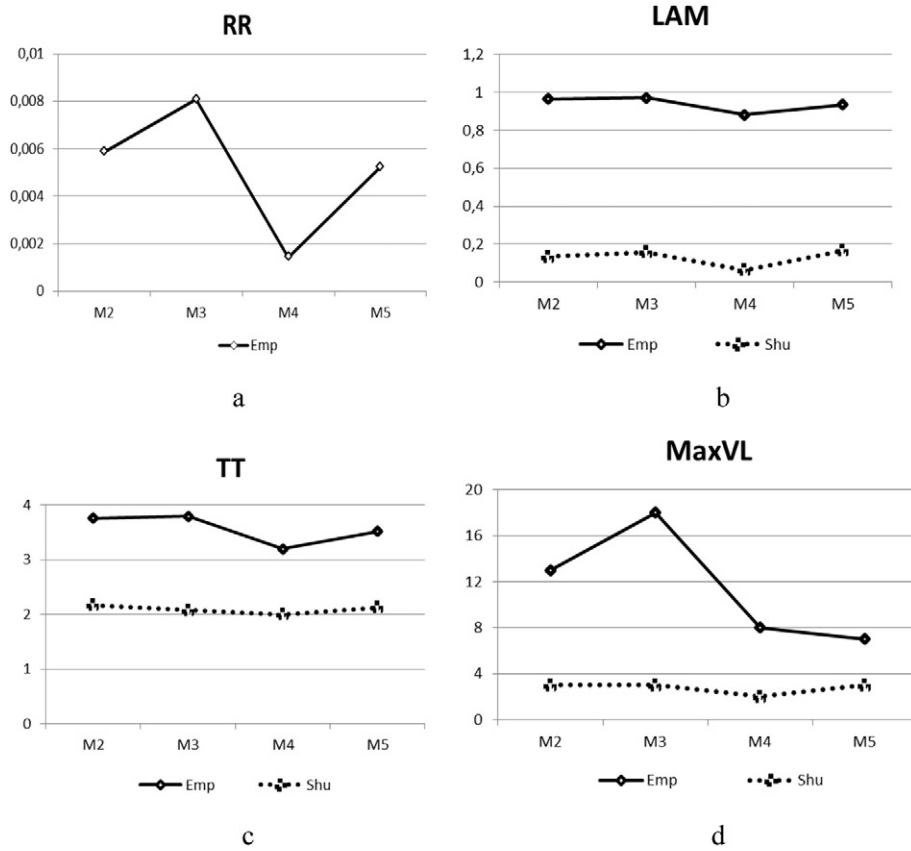 RR
0,01
0,008
0,006
0,004
0,002
0
M2 M3 M4 M5
Emp
a
LAM
1,2
1
0,8
0,6
0,4
0,2
0
M2 M3 M4 M5
Emp Shu
b
TT
4
3
2
1
0
M2 M3 M4 M5
Emp Shu
c
MaxVL
20
16
12
8
4
0
M2 M3 M4 M5
Emp Shu
d